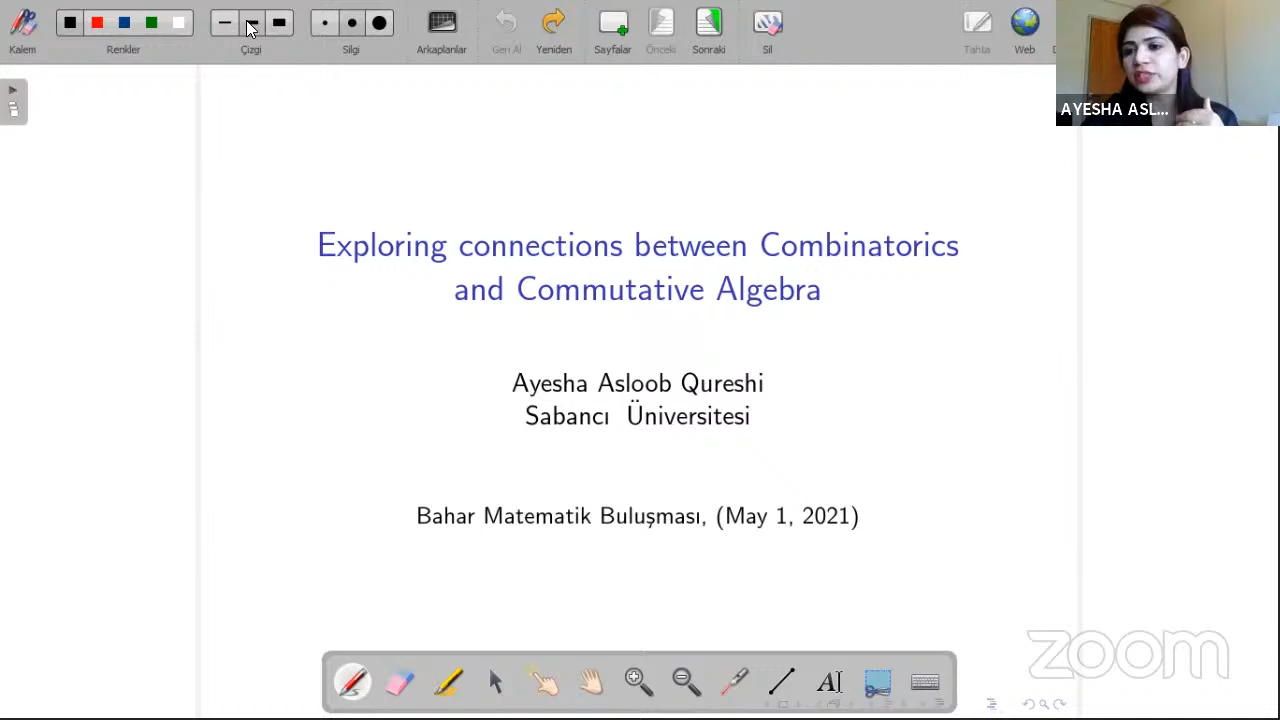 Kalem
Renkler
Çizgi
Silgi
Arkaplanlar
Geri Al
Yeniden
Sayfalar
Önceki
Sonraki
Sil
Tahta
Web
AYESHA ASL...
Exploring connections between Combinatorics
and Commutative Algebra
Ayesha Asloob Qureshi
Sabancı Üniversitesi
Bahar Matematik Buluşması, (May 1, 2021)
zoom
AI